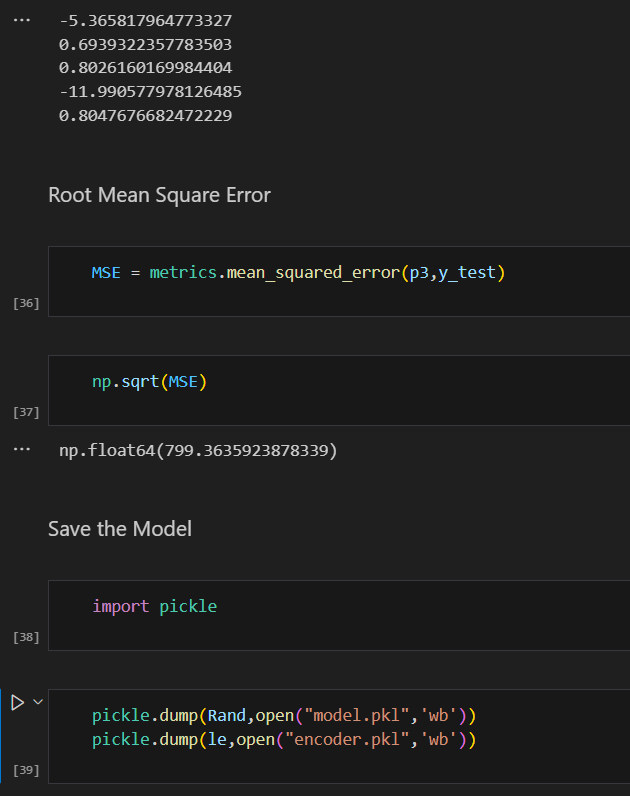 ... -5.365817964773327
0.6939322357783503
0.8026160169984404
-11.990577978126485
0.8047676682472229
Root Mean Square Error
MSE = metrics.mean_squared_error(p3,y_test)
[36]
np.sqrt(MSE)
[37]
... np.float64(799.3635923878339)
Save the Model
import pickle
[38]
pickle.dump(Rand,open("model.pkl",'wb'))
pickle.dump(le,open("encoder.pkl",'wb'))
[39]